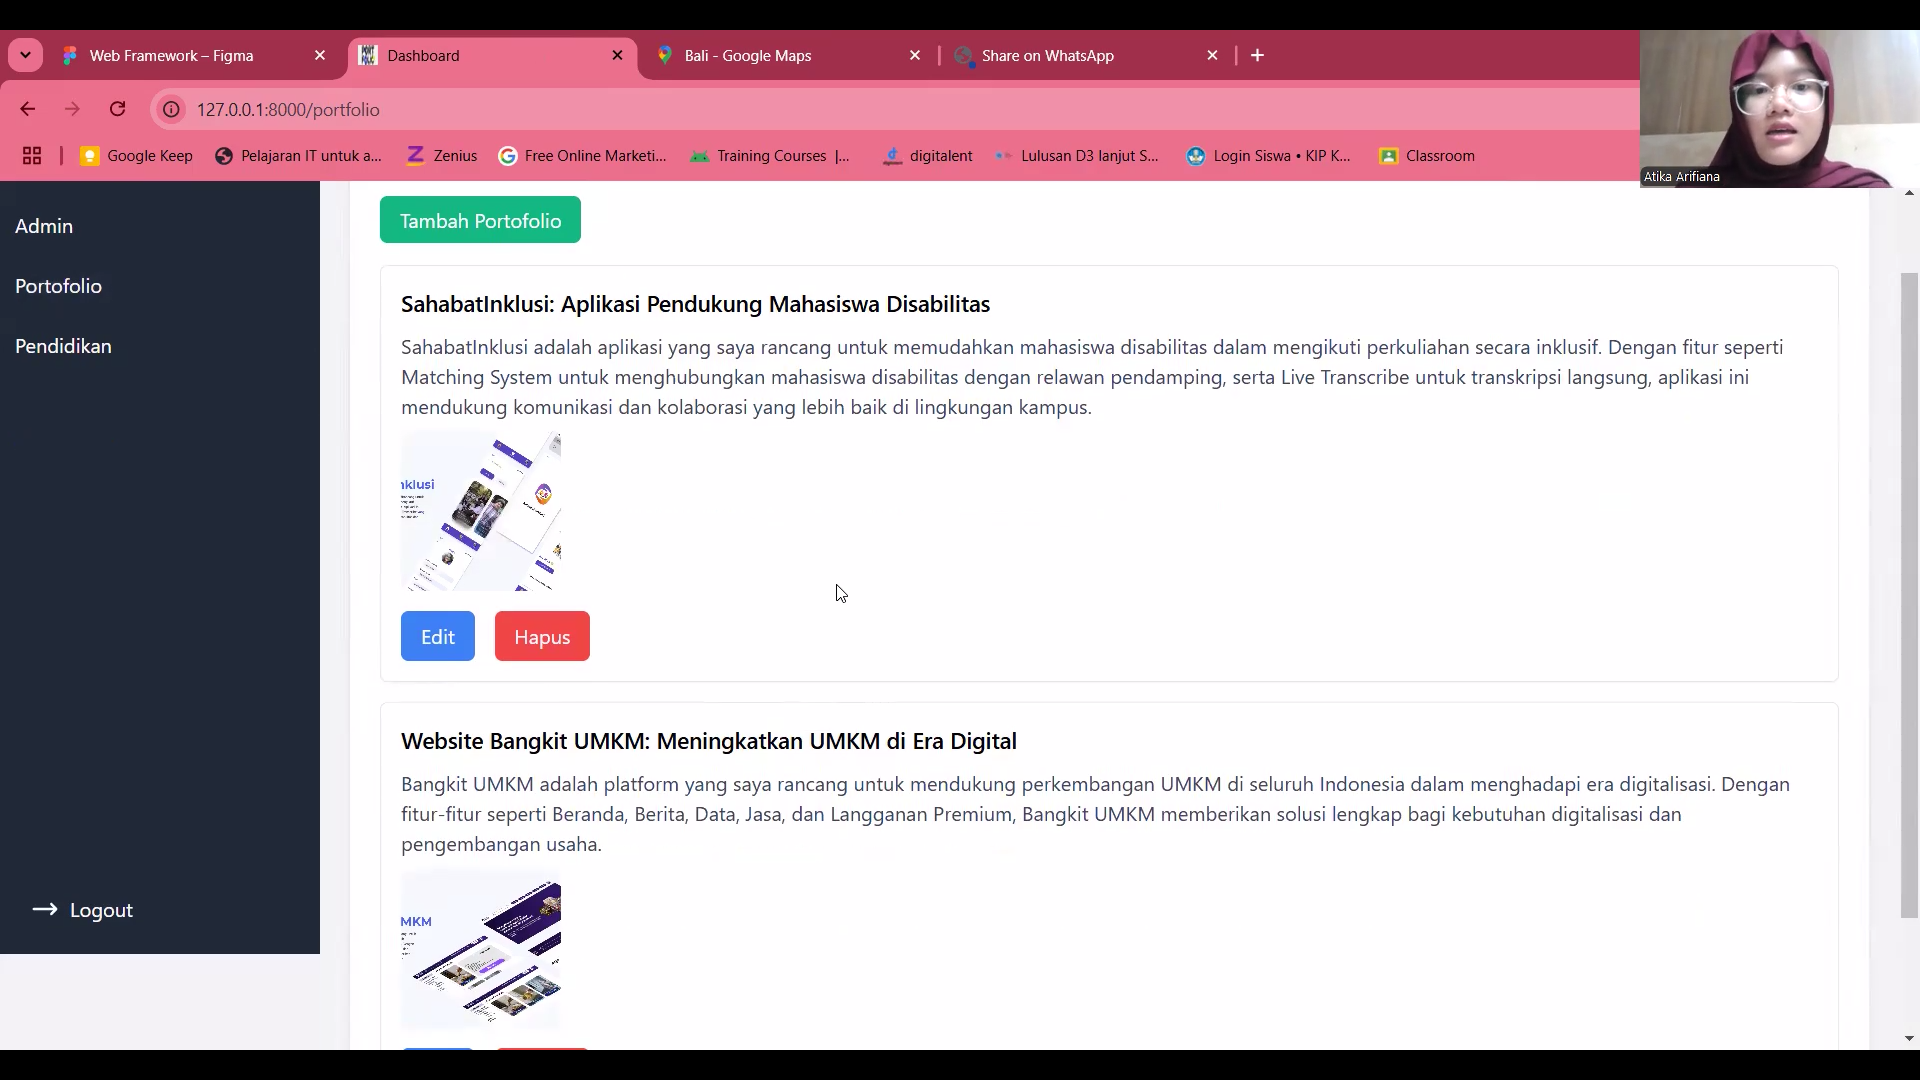 Web Framework – Figma
Dashboard
Bali - Google Maps
Share on WhatsApp
127.0.0.1:8000/portfolio
Google Keep
Pelajaran IT untuk a...
Zenius
Free Online Marketi...
Training Courses |...
digitalent
Lulusan D3 lanjut S...
Login Siswa • KIP K...
Classroom
Atika Arifiana
Admin
Portofolio
Pendidikan
Logout
Tambah Portofolio
SahabatInklusi: Aplikasi Pendukung Mahasiswa Disabilitas
SahabatInklusi adalah aplikasi yang saya rancang untuk memudahkan mahasiswa disabilitas dalam mengikuti perkuliahan secara inklusif. Dengan fitur seperti
Matching System untuk menghubungkan mahasiswa disabilitas dengan relawan pendamping, serta Live Transcribe untuk transkripsi langsung, aplikasi ini
mendukung komunikasi dan kolaborasi yang lebih baik di lingkungan kampus.
nklusi
Edit
Hapus
Website Bangkit UMKM: Meningkatkan UMKM di Era Digital
Bangkit UMKM adalah platform yang saya rancang untuk mendukung perkembangan UMKM di seluruh Indonesia dalam menghadapi era digitalisasi. Dengan
fitur-fitur seperti Beranda, Berita, Data, Jasa, dan Langganan Premium, Bangkit UMKM memberikan solusi lengkap bagi kebutuhan digitalisasi dan
pengembangan usaha.
MKM